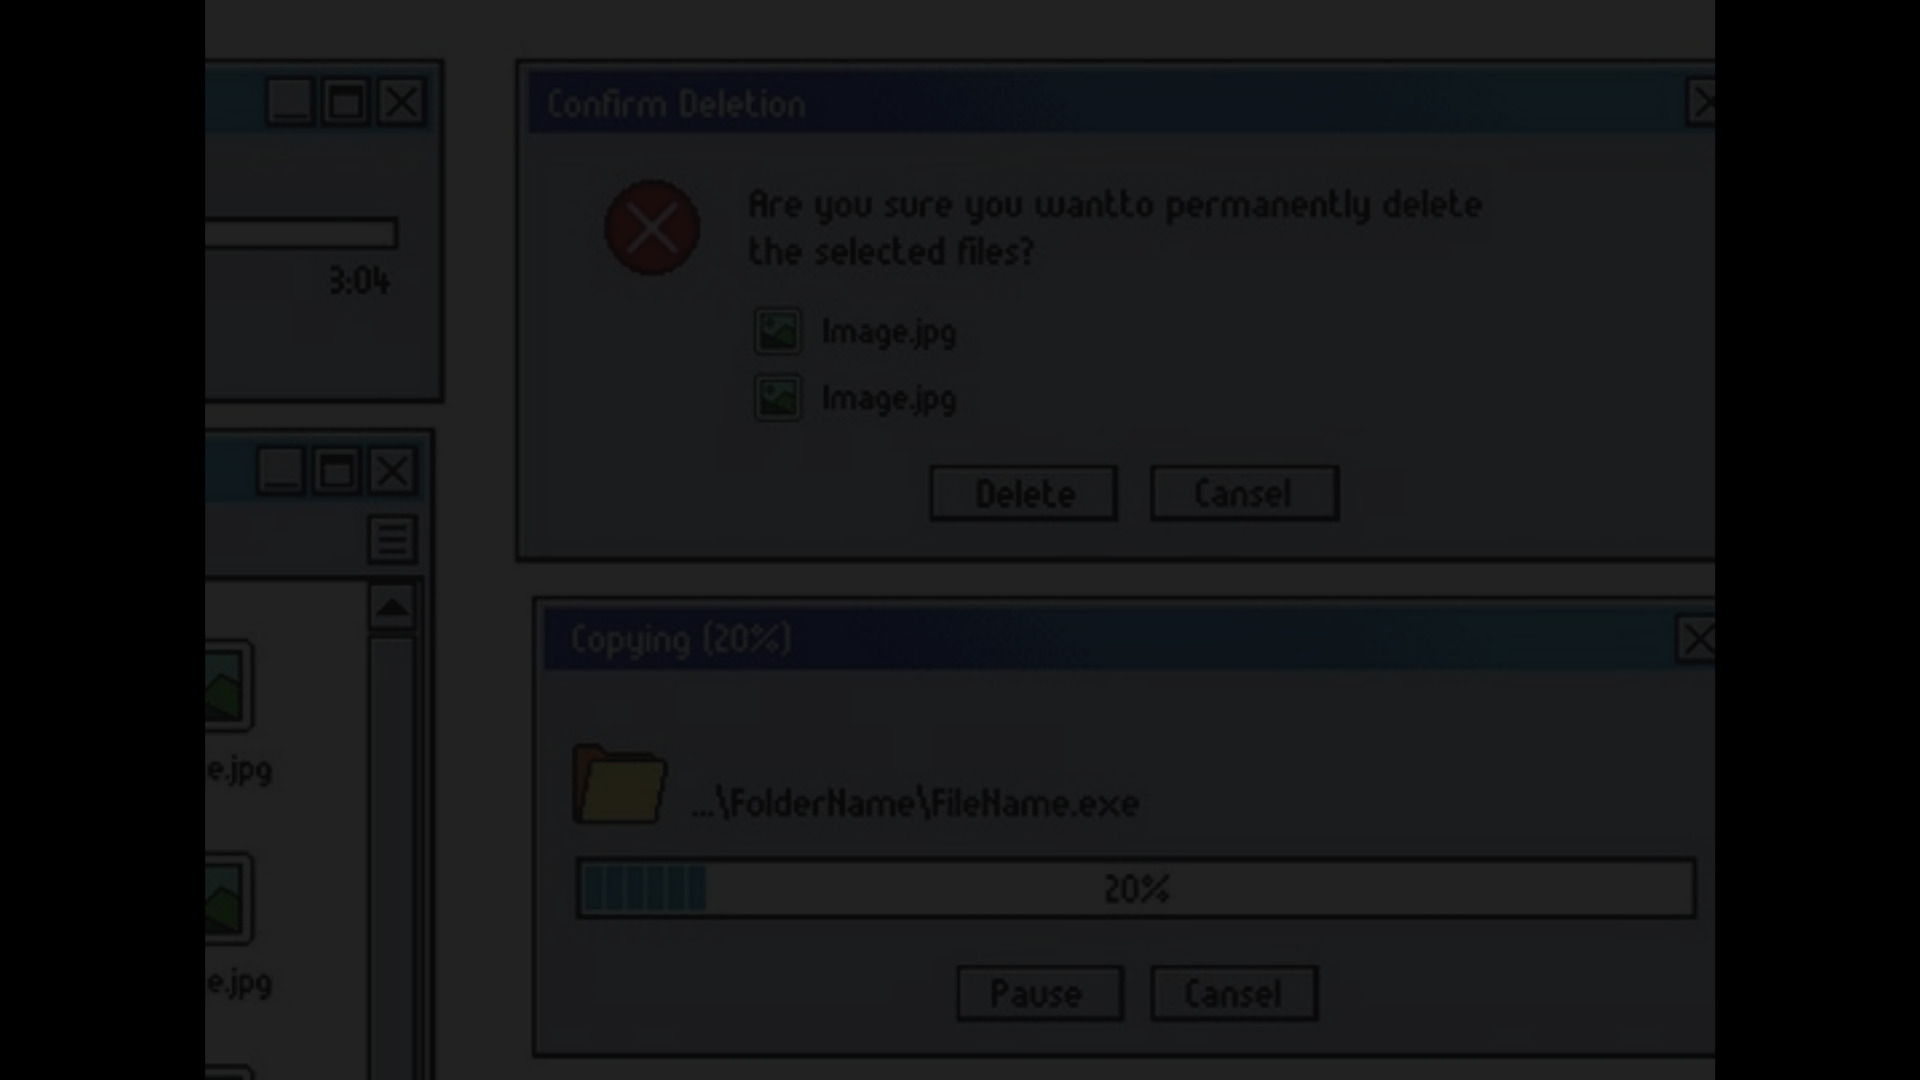 3:04
e.jpg
e.jpg
Confirm Deletion
Are you sure you wantto permanently delete
the selected files?
Image.jpg
Image.jpg
Delete
Cansel
Copying (20%)
...\FolderName\FileName.exe
20%
Pause
Cansel